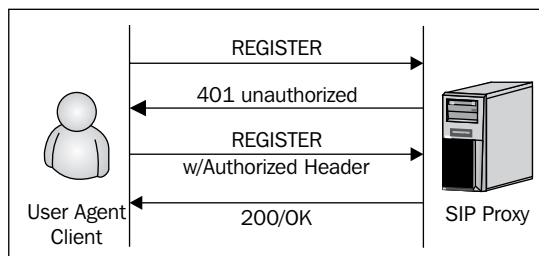 REGISTER
401 unauthorized
REGISTER
w/Authorized Header
200/OK
User Agent
Client
SIP Proxy